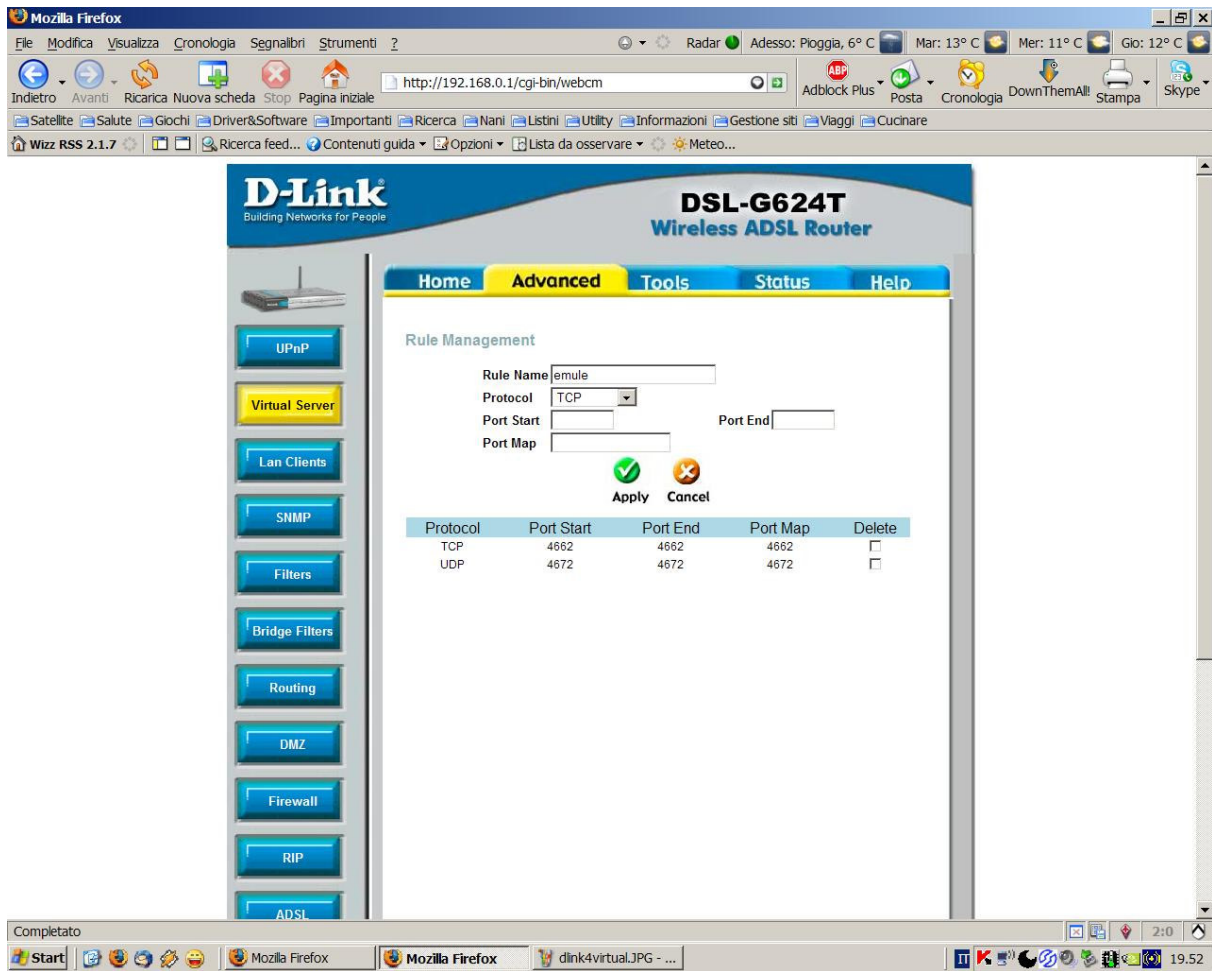 Mozilla Firefox
File Modifica Visualizza Cronologia Segnalibri Strumenti ? Radar Adesso: Pioggia, 6° C Mar: 13° C Mer: 11° C Gio: 12° C
Indietro Avanti Ricarica Nuova scheda Stop Pagina iniziale http://192.168.0.1/cgi-bin/webcm ABP Adblock Plus Posta Cronologia DownThemAll! Stampa Skype
Satellite Salute Giochi Driver&Software Importanti Ricerca Nani Listini Utility Informazioni Gestione siti Viaggi Cucinare
Wizz RSS 2.1.7 Ricerca feed... Contenuti guida Opzioni Lista da osservare Meteo...
D-Link
Building Networks for People
DSL-G624T
Wireless ADSL Router
Home Advanced Tools Status Help
UPnP
Virtual Server
Lan Clients
SNMP
Filters
Bridge Filters
Routing
DMZ
Firewall
RIP
ADSL
Rule Management
Rule Name emule
Protocol TCP
Port Start Port End
Port Map
Apply Cancel
Protocol Port Start Port End Port Map Delete
TCP 4662 4662 4662
UDP 4672 4672 4672
Completato 2:0
Start Mozilla Firefox Mozilla Firefox dlink4virtual.JPG - ... IT 19.52